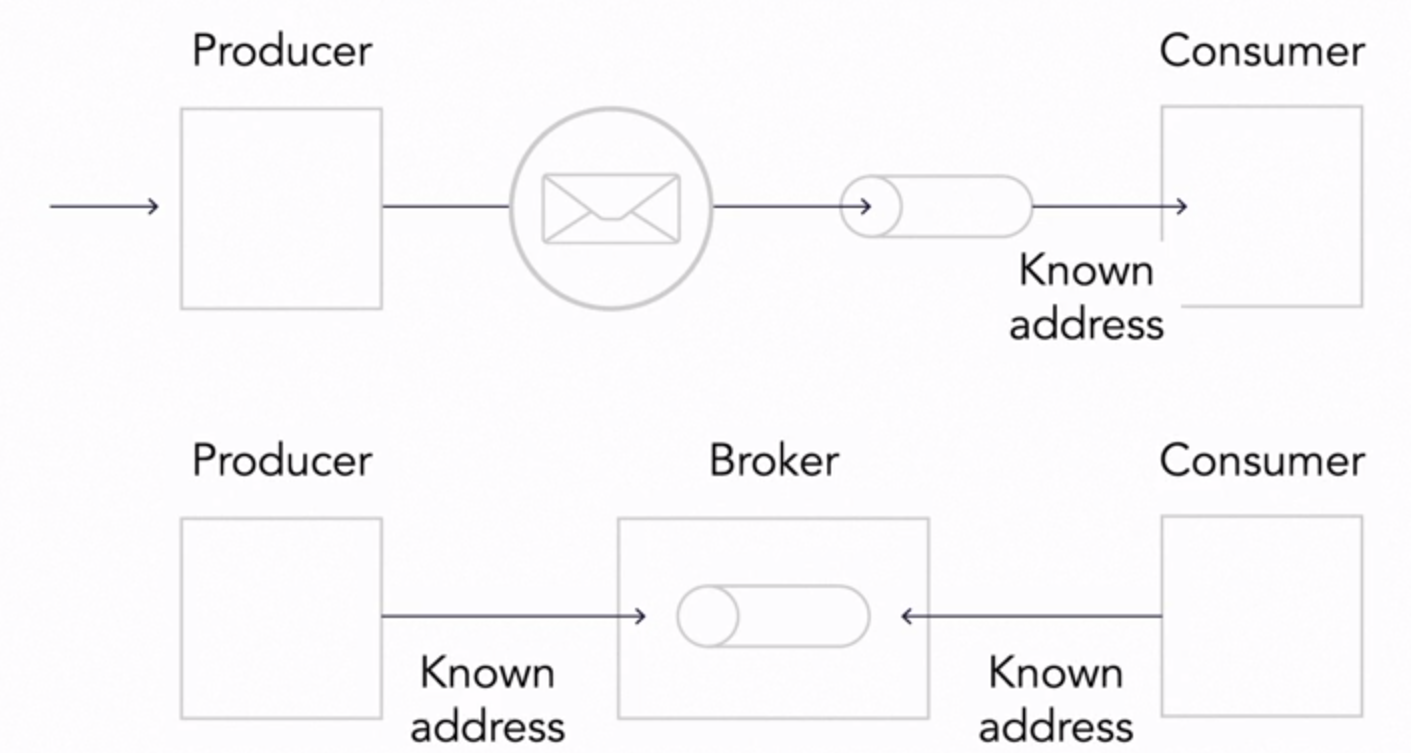 Producer
Consumer
Known
address
Producer
Broker
Consumer
Known
address
Known
address